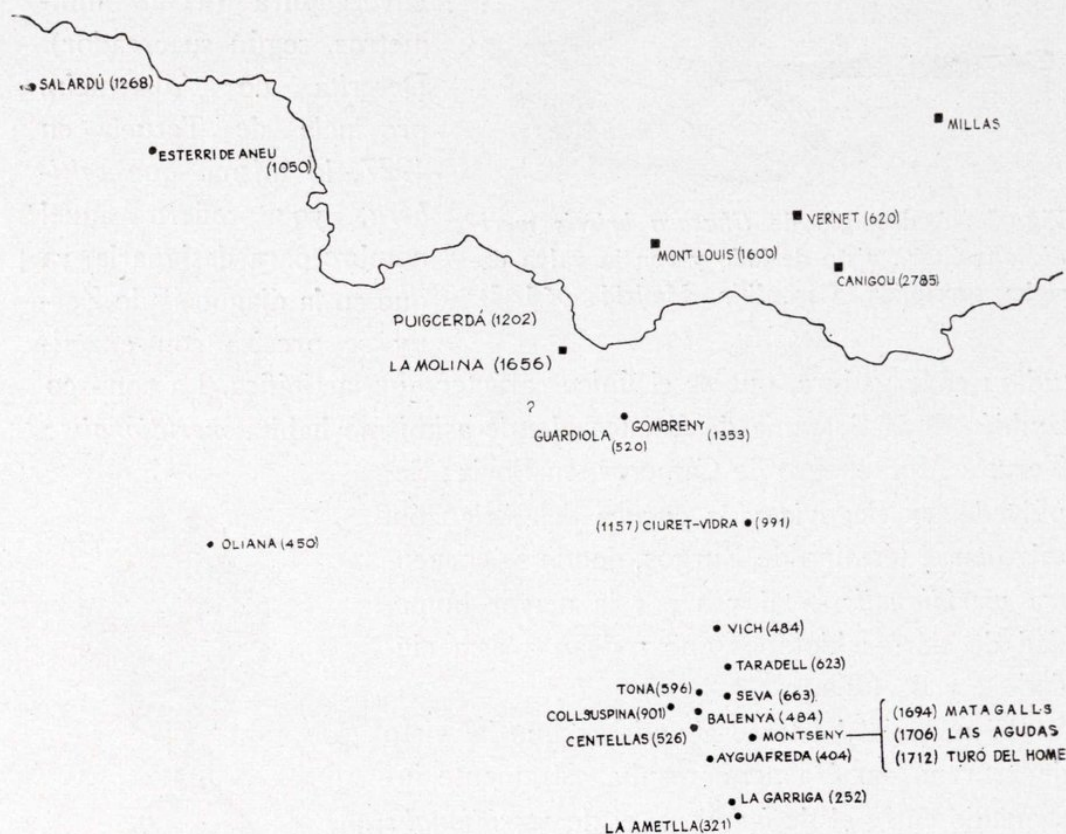 SALARDÚ (1268)
ESTERRI DE ANEU
(1050)
MILLAS
VERNET (620)
MONT LOUIS (1600)
CANIGOU (2785)
PUIGCERDÁ (1202)
LA MOLINA (1656)
?
GOMBRENY (1353)
GUARDIOLA
(520)
(1157) CIURET-VIDRA (991)
OLIANA (450)
VICH (484)
TARADELL (623)
TONA (596)
SEVA (663)
COLLSUSPINA (901)
BALENYÁ (484)
CENTELLAS (526)
MONTSENY
(1694) MATAGALLS
(1706) LAS AGUDAS
(1712) TURÓ DEL HOME
AYGUAFREDA (404)
LA GARRIGA (252)
LA AMETLLA (321)